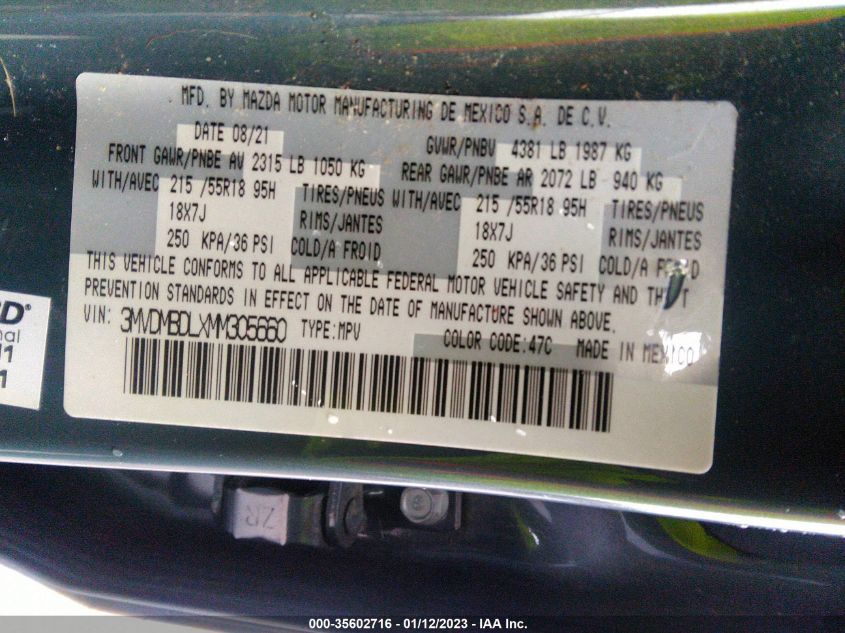 MFD. BY MAZDA MOTOR MANUFACTURING DE MEXICO S.A. DE C.V.
DATE 08/21 GVWR/PNBV 4381 LB 1987 KG
FRONT GAWR/PNBE AV 2315 LB 1050 KG REAR GAWR/PNBE AR 2072 LB 940 KG
WITH/AVEC 215 /55R18 95H TIRES/PNEUS WITH/AVEC 215 /55R18 95H TIRES/PNEUS
18X7J RIMS/JANTES 18X7J RIMS/JANTES
250 KPA/36 PSI COLD/A FROID 250 KPA/36 PSI COLD/A FROID
THIS VEHICLE CONFORMS TO ALL APPLICABLE FEDERAL MOTOR VEHICLE SAFETY AND THEFT
PREVENTION STANDARDS IN EFFECT ON THE DATE OF MANUFACTURE SHOWN ABOVE.
VIN: 3MVDMBDLXMM305660 TYPE:MPV COLOR CODE:47C MADE IN MEXICO
2R
000-35602716 - 01/12/2023 - IAA Inc.